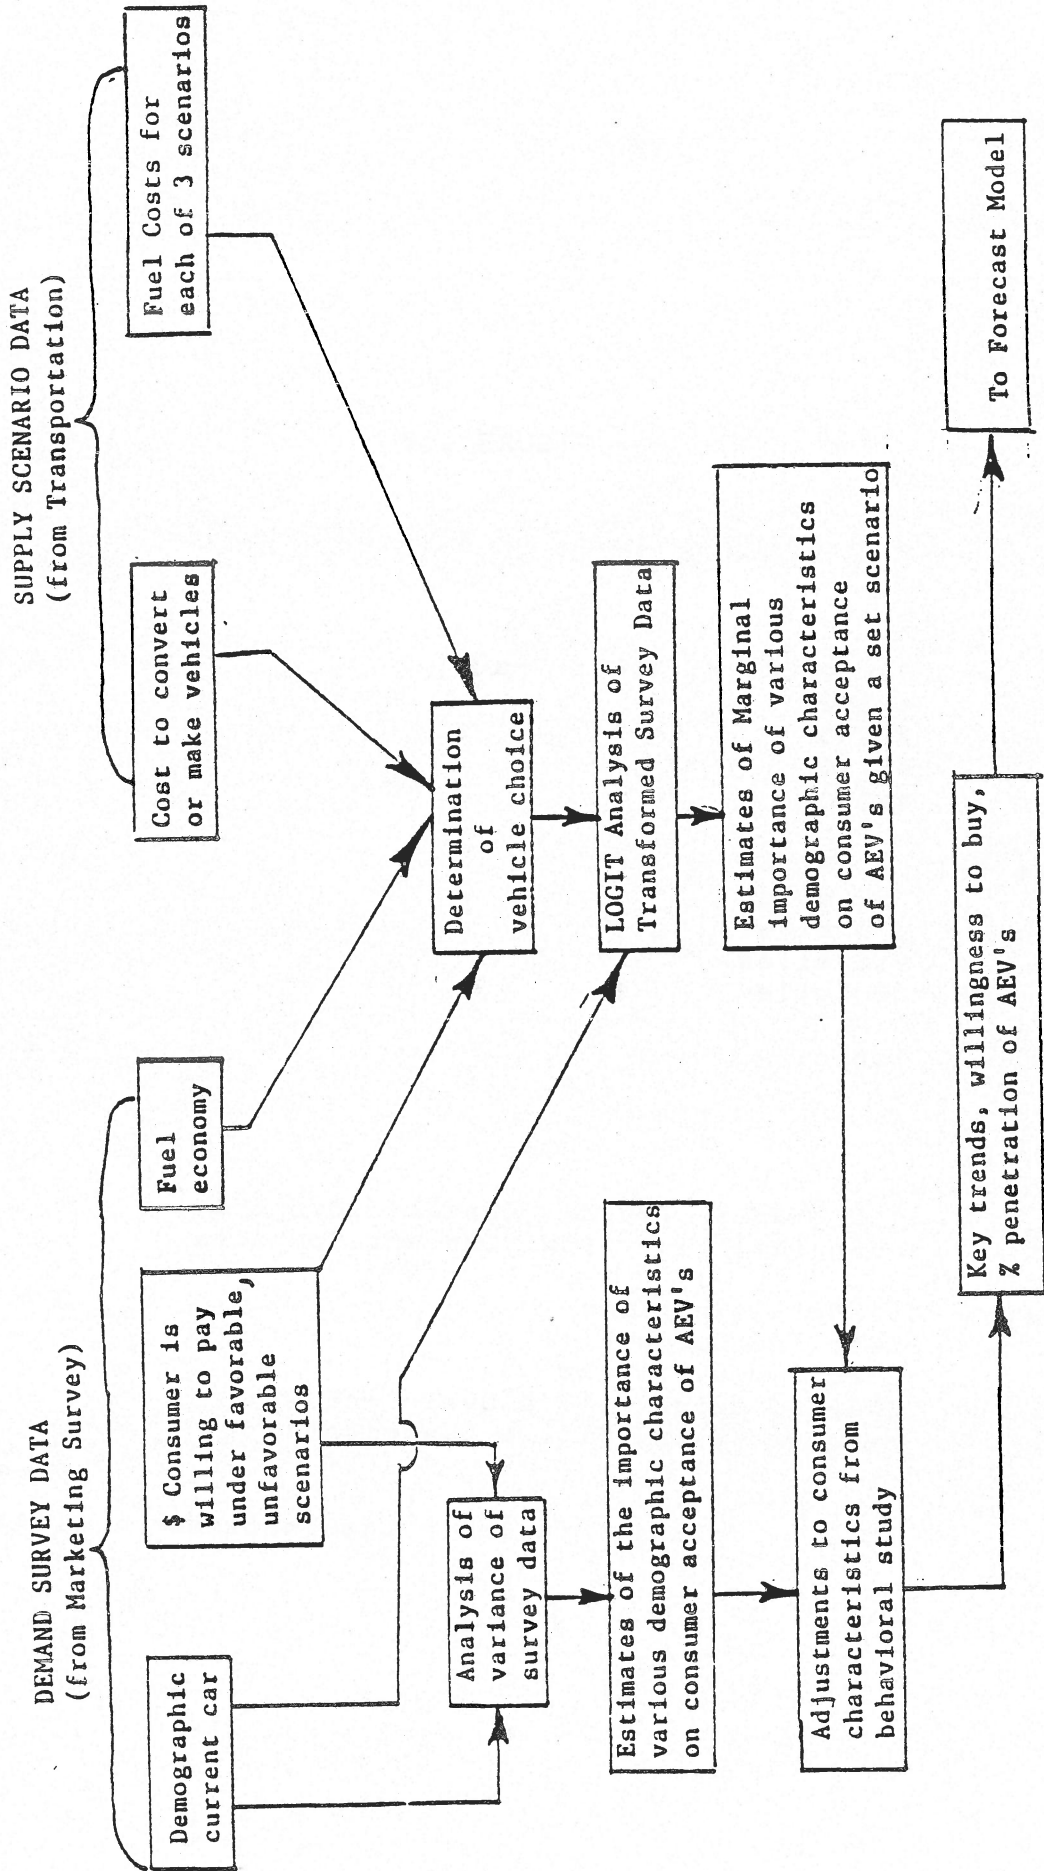 DEMAND SURVEY DATA
(from Marketing Survey)
SUPPLY SCENARIO DATA
(from Transportation)
Demographic
current car
$ Consumer is
willing to pay
under favorable,
unfavorable
scenarios
Fuel
economy
Cost to convert
or make vehicles
Fuel Costs for
each of 3 scenarios
Analysis of
variance of
survey data
Determination
of
vehicle choice
LOGIT Analysis of
Transformed Survey Data
Estimates of the importance of
various demographic characteristics
on consumer acceptance of AEV's
Estimates of Marginal
importance of various
demographic characteristics
on consumer acceptance
of AEV's given a set scenario
Adjustments to consumer
characteristics from
behavioral study
Key trends, willingness to buy,
% penetration of AEV's
To Forecast Model